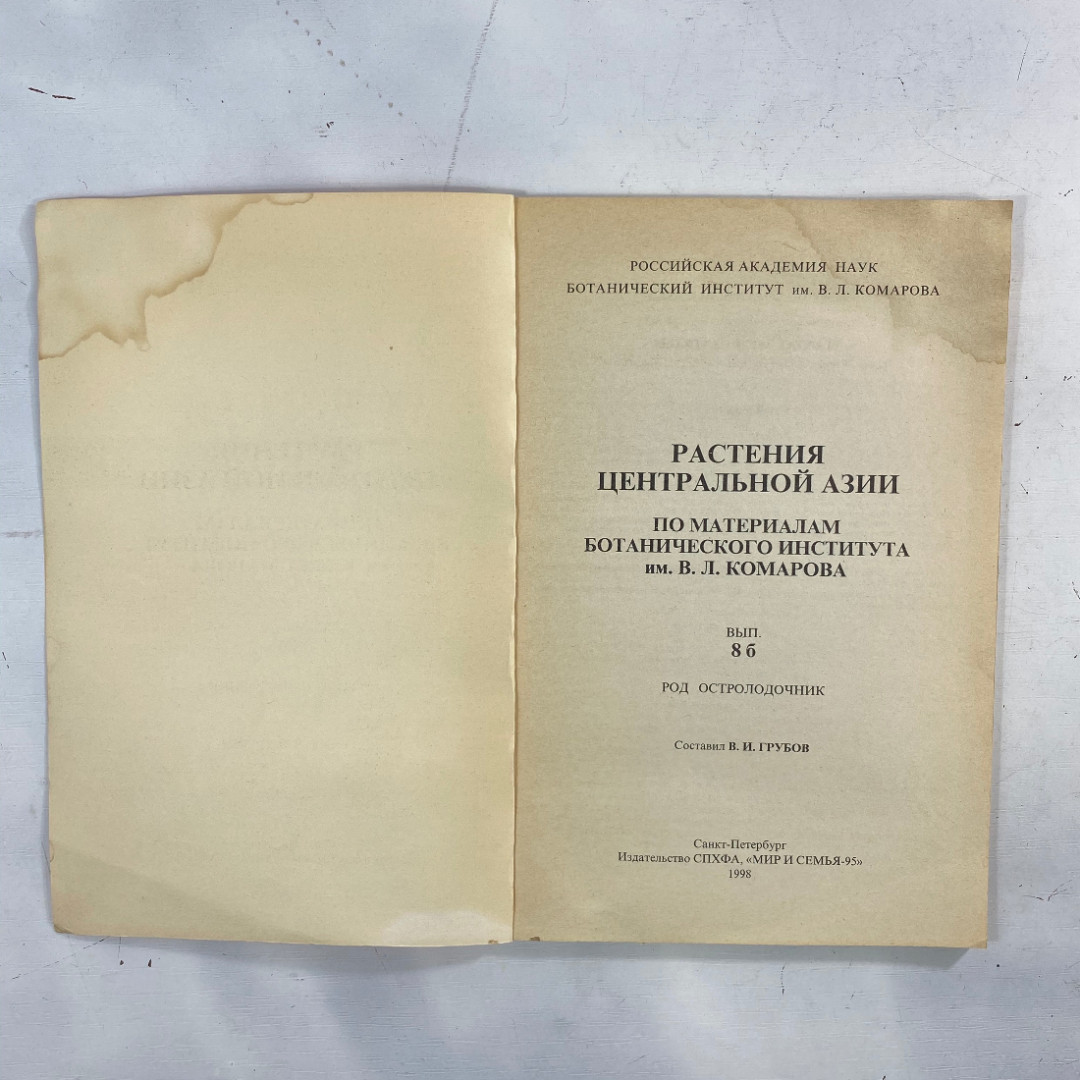 РОССИЙСКАЯ АКАДЕМИЯ НАУК
БОТАНИЧЕСКИЙ ИНСТИТУТ им. В. Л. КОМАРОВА
РАСТЕНИЯ
ЦЕНТРАЛЬНОЙ АЗИИ
ПО МАТЕРИАЛАМ
БОТАНИЧЕСКОГО ИНСТИТУТА
им. В. Л. КОМАРОВА
ВЫП.
8 б
РОД ОСТРОЛОДОЧНИК
Составил В. И. ГРУБОВ
Санкт-Петербург
Издательство СПХФА, «МИР И СЕМЬЯ-95»
1998